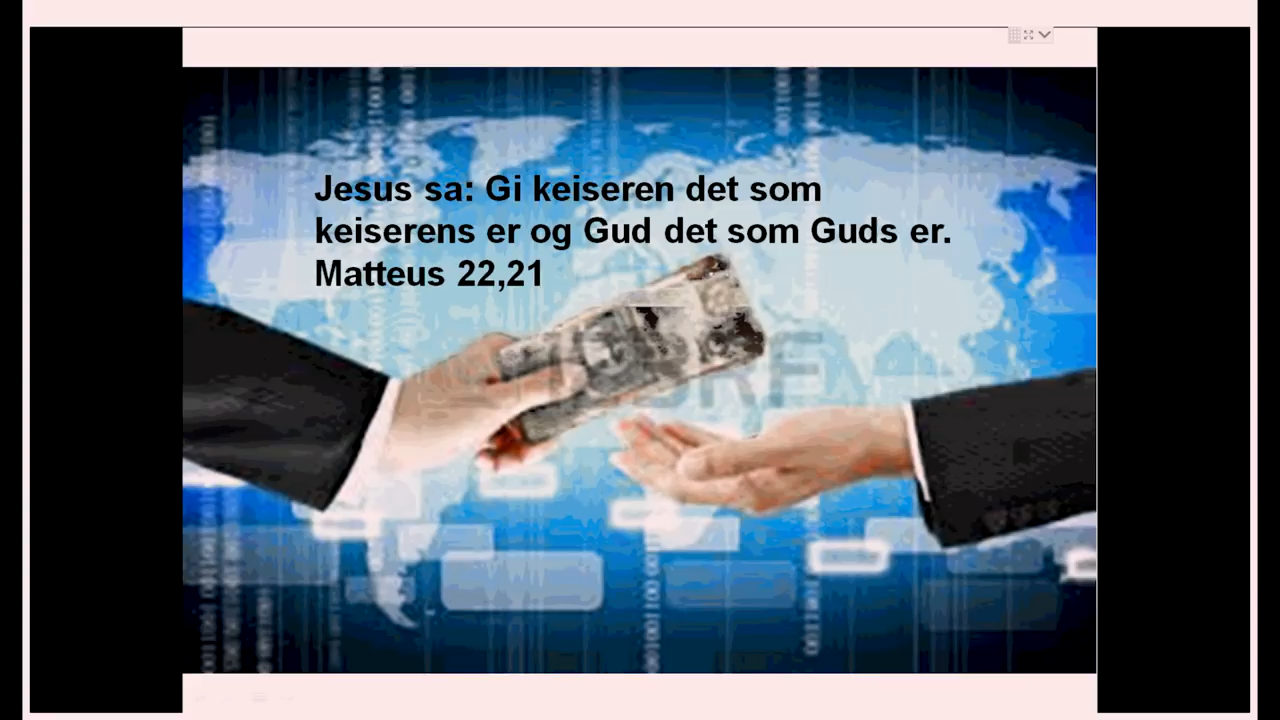 Jesus sa: Gi keiseren det som
keiserens er og Gud det som Guds er.
Matteus 22,21